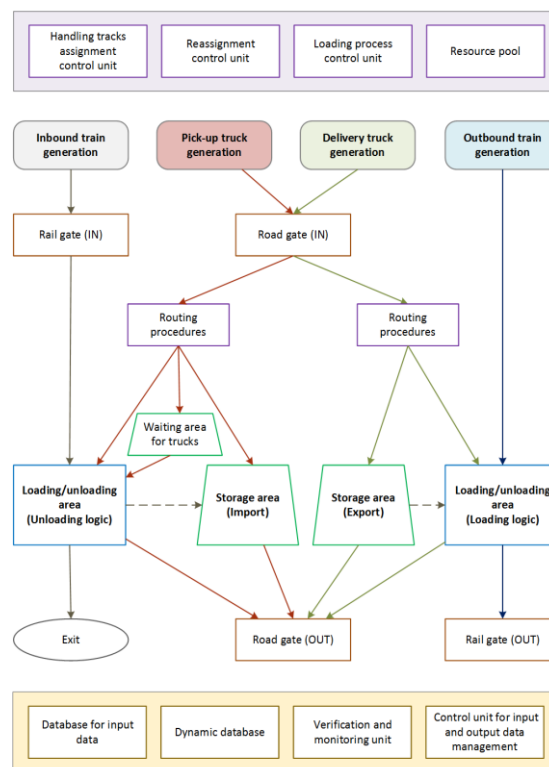 Handling tracks
assignment
control unit
Reassignment
control unit
Loading process
control unit
Resource pool
Inbound train
generation
Pick-up truck
generation
Delivery truck
generation
Outbound train
generation
Rail gate (IN)
Road gate (IN)
Routing
procedures
Routing
procedures
Waiting area
for trucks
Loading/unloading
area
(Unloading logic)
Storage area
(Import)
Storage area
(Export)
Loading/unloading
area
(Loading logic)
Exit
Road gate (OUT)
Rail gate (OUT)
Database for input
data
Dynamic database
Verification and
monitoring unit
Control unit for input
and output data
management